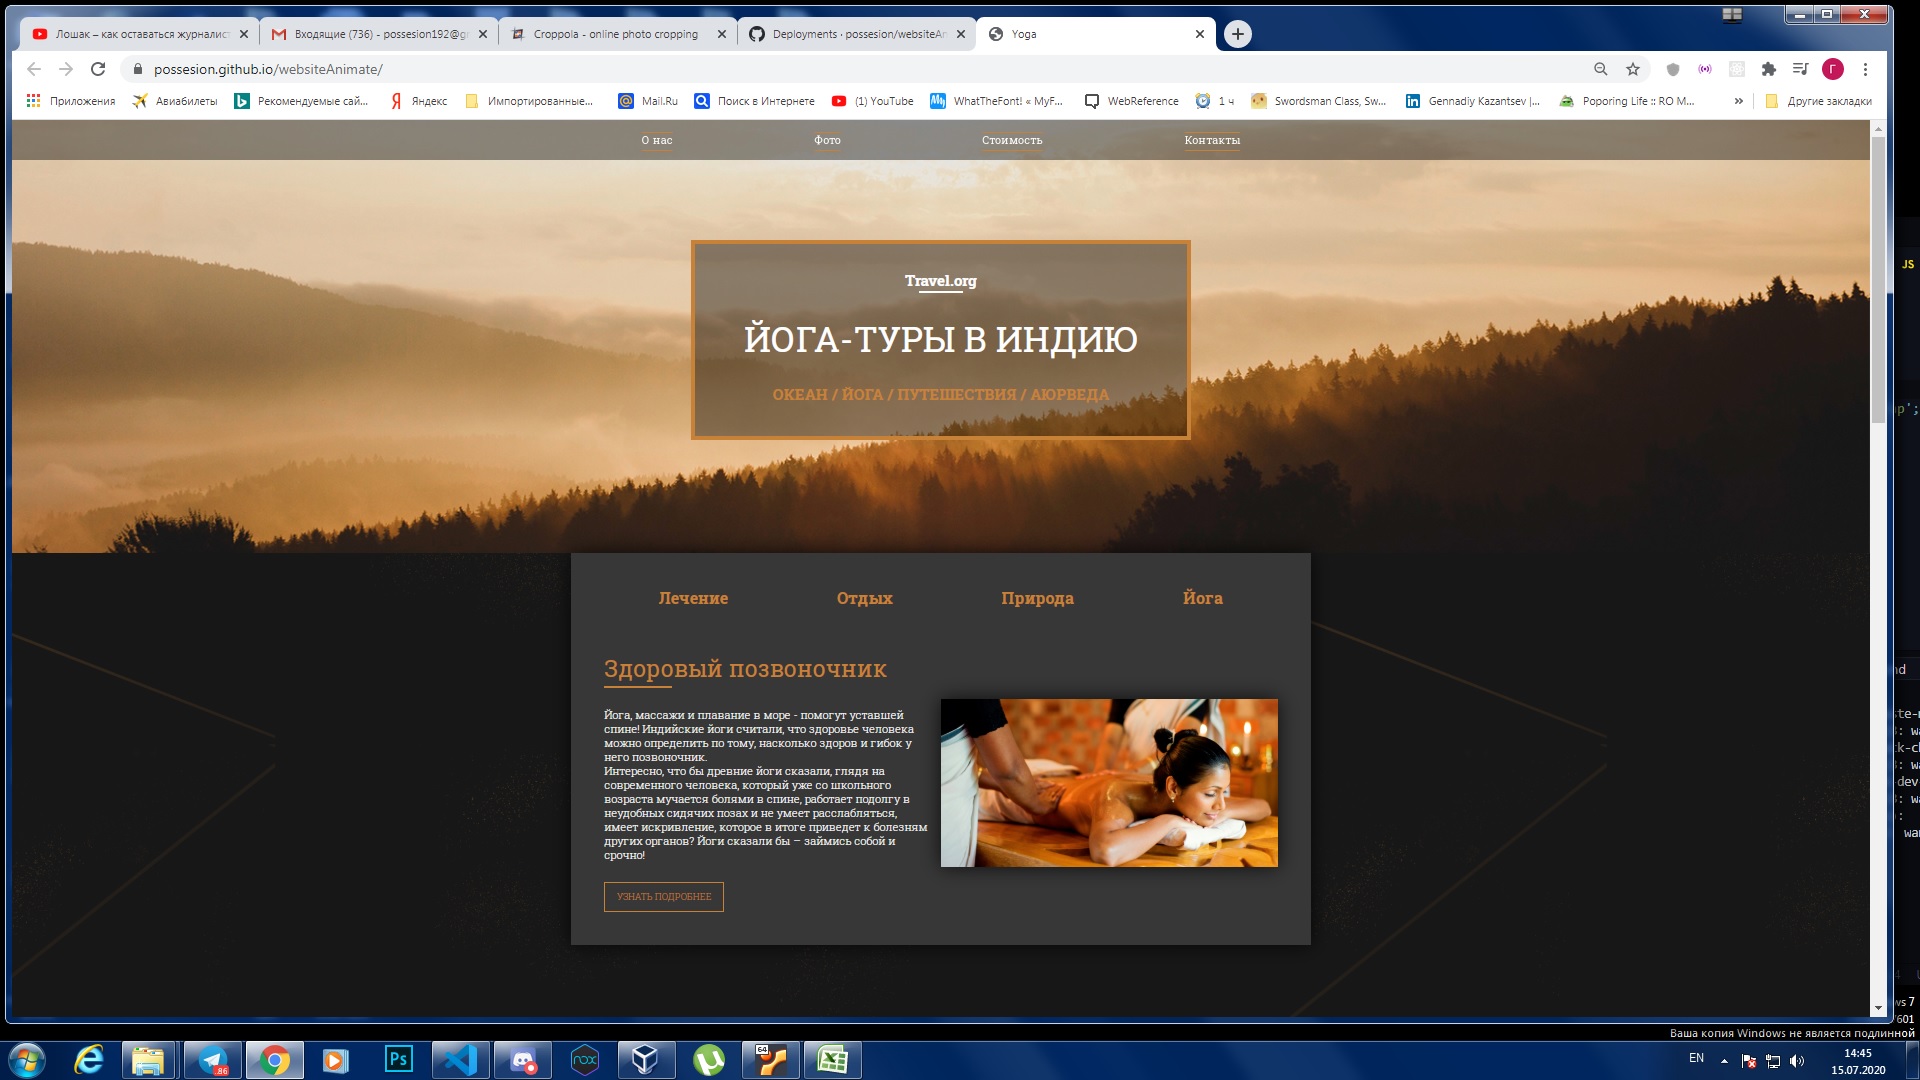 Лошак – как оставаться журналис
Входящие (736) - possesion192@g
Croppola - online photo cropping
Deployments · possesion/websiteAn
Yoga
possesion.github.io/websiteAnimate/
Г
Приложения
Авиабилеты
Рекомендуемые сай...
Яндекс
Импортированные...
Mail.Ru
Поиск в Интернете
(1) YouTube
WhatTheFont! « MyF...
WebReference
1 ч
Swordsman Class, Sw...
Gennadiy Kazantsev |...
Poporing Life :: RO M...
»
Другие закладки
О нас
Фото
Стоимость
Контакты
Travel.org
ЙОГА-ТУРЫ В ИНДИЮ
ОКЕАН / ЙОГА / ПУТЕШЕСТВИЯ / АЮРВЕДА
JS
Лечение
Отдых
Природа
Йога
Здоровый позвоночник
Йога, массажи и плавание в море - помогут уставшей
спине! Индийские йоги считали, что здоровье человека
можно определить по тому, насколько здоров и гибок у
него позвоночник.
Интересно, что бы древние йоги сказали, глядя на
современного человека, который уже со школьного
возраста мучается болями в спине, работает подолгу в
неудобных сидячих позах и не умеет расслабляться,
имеет искривление, которое в итоге приведет к болезням
других органов? Йоги сказали бы – займись собой и
срочно!
УЗНАТЬ ПОДРОБНЕЕ
Ваша копия Windows не является подлинной
Ps
86
nox
64
EN
14:45
15.07.2020